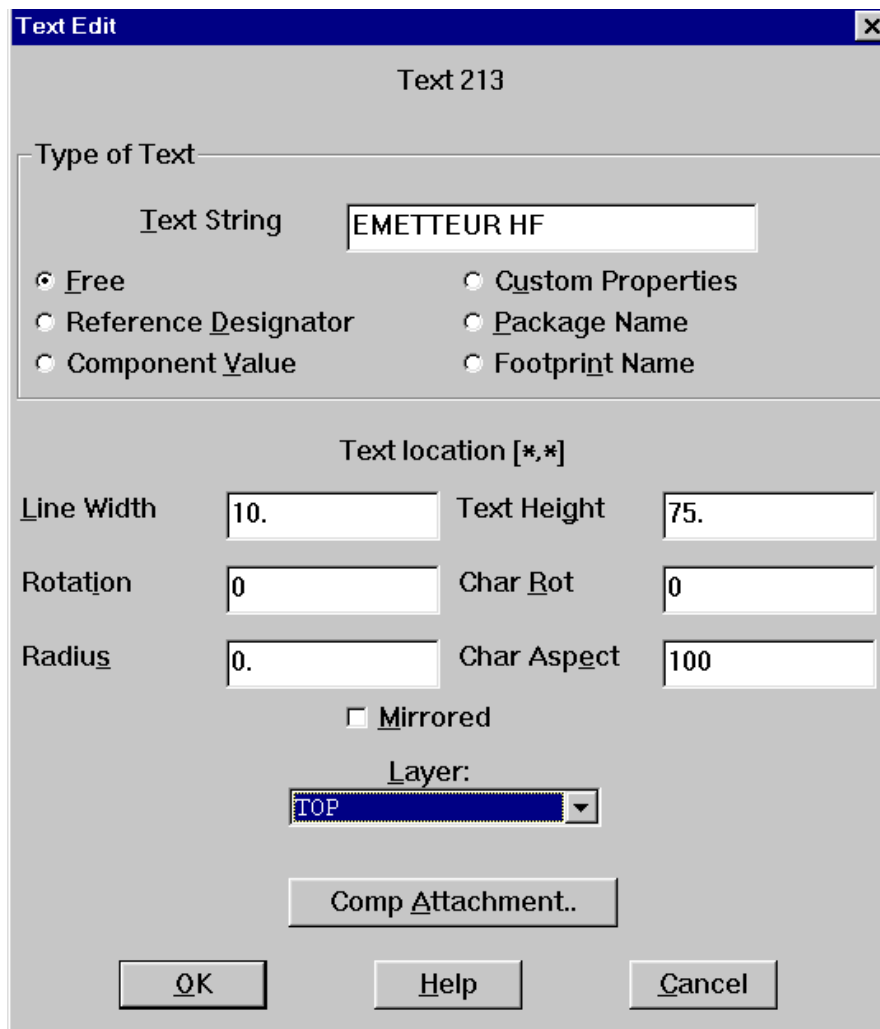 Text Edit
Text 213
Type of Text
Text String EMETTEUR HF
Free Custom Properties
Reference Designator Package Name
Component Value Footprint Name
Text location [*,*]
Line Width 10. Text Height 75.
Rotation 0 Char Rot 0
Radius 0. Char Aspect 100
Mirrored
Layer:
TOP
Comp Attachment..
OK Help Cancel